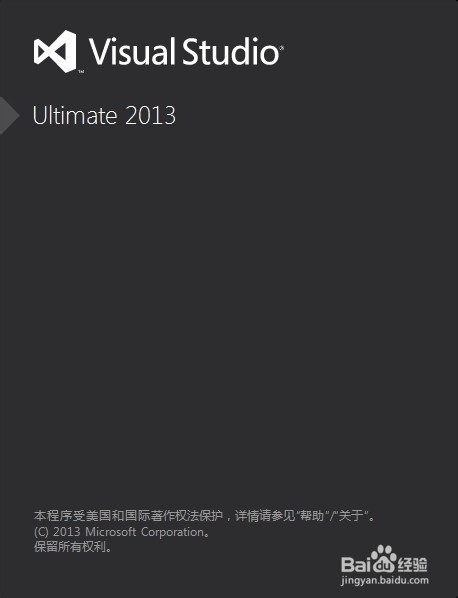 Visual Studio®
™
Ultimate 2013
本程序受美国和国际著作权法保护，详情请参见“帮助”/“关于”。
(C) 2013 Microsoft Corporation。
保留所有权利。
Baidu经验
jingyan.baidu.com